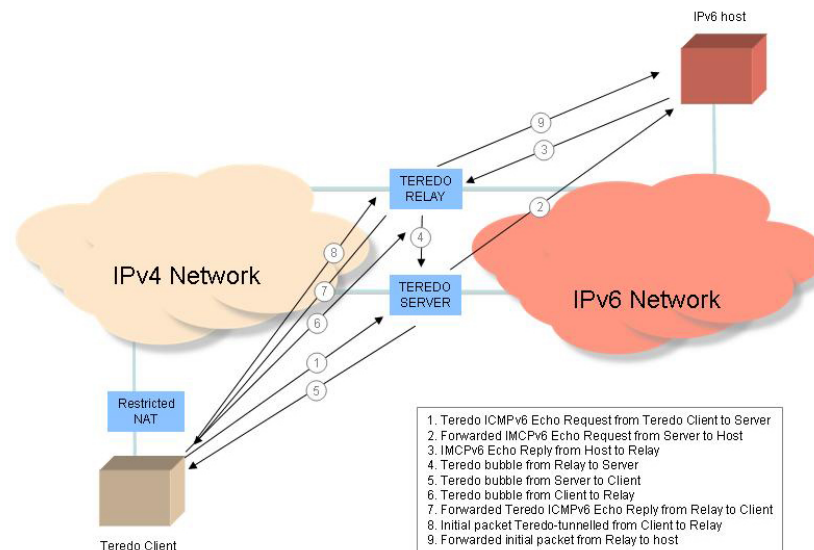 IPv6 host
9
3
TEREDO
RELAY
2
8
4
IPv4 Network
7
TEREDO
SERVER
IPv6 Network
6
1
5
Restricted
NAT
1. Teredo ICMPv6 Echo Request from Teredo Client to Server
2. Forwarded IMCPv6 Echo Request from Server to Host
3. IMCPv6 Echo Reply from Host to Relay
4. Teredo bubble from Relay to Server
5. Teredo bubble from Server to Client
6. Teredo bubble from Client to Relay
7. Forwarded Teredo ICMPv6 Echo Reply from Relay to Client
8. Initial packet Teredo-tunnelled from Client to Relay
9. Forwarded initial packet from Relay to host
Teredo Client